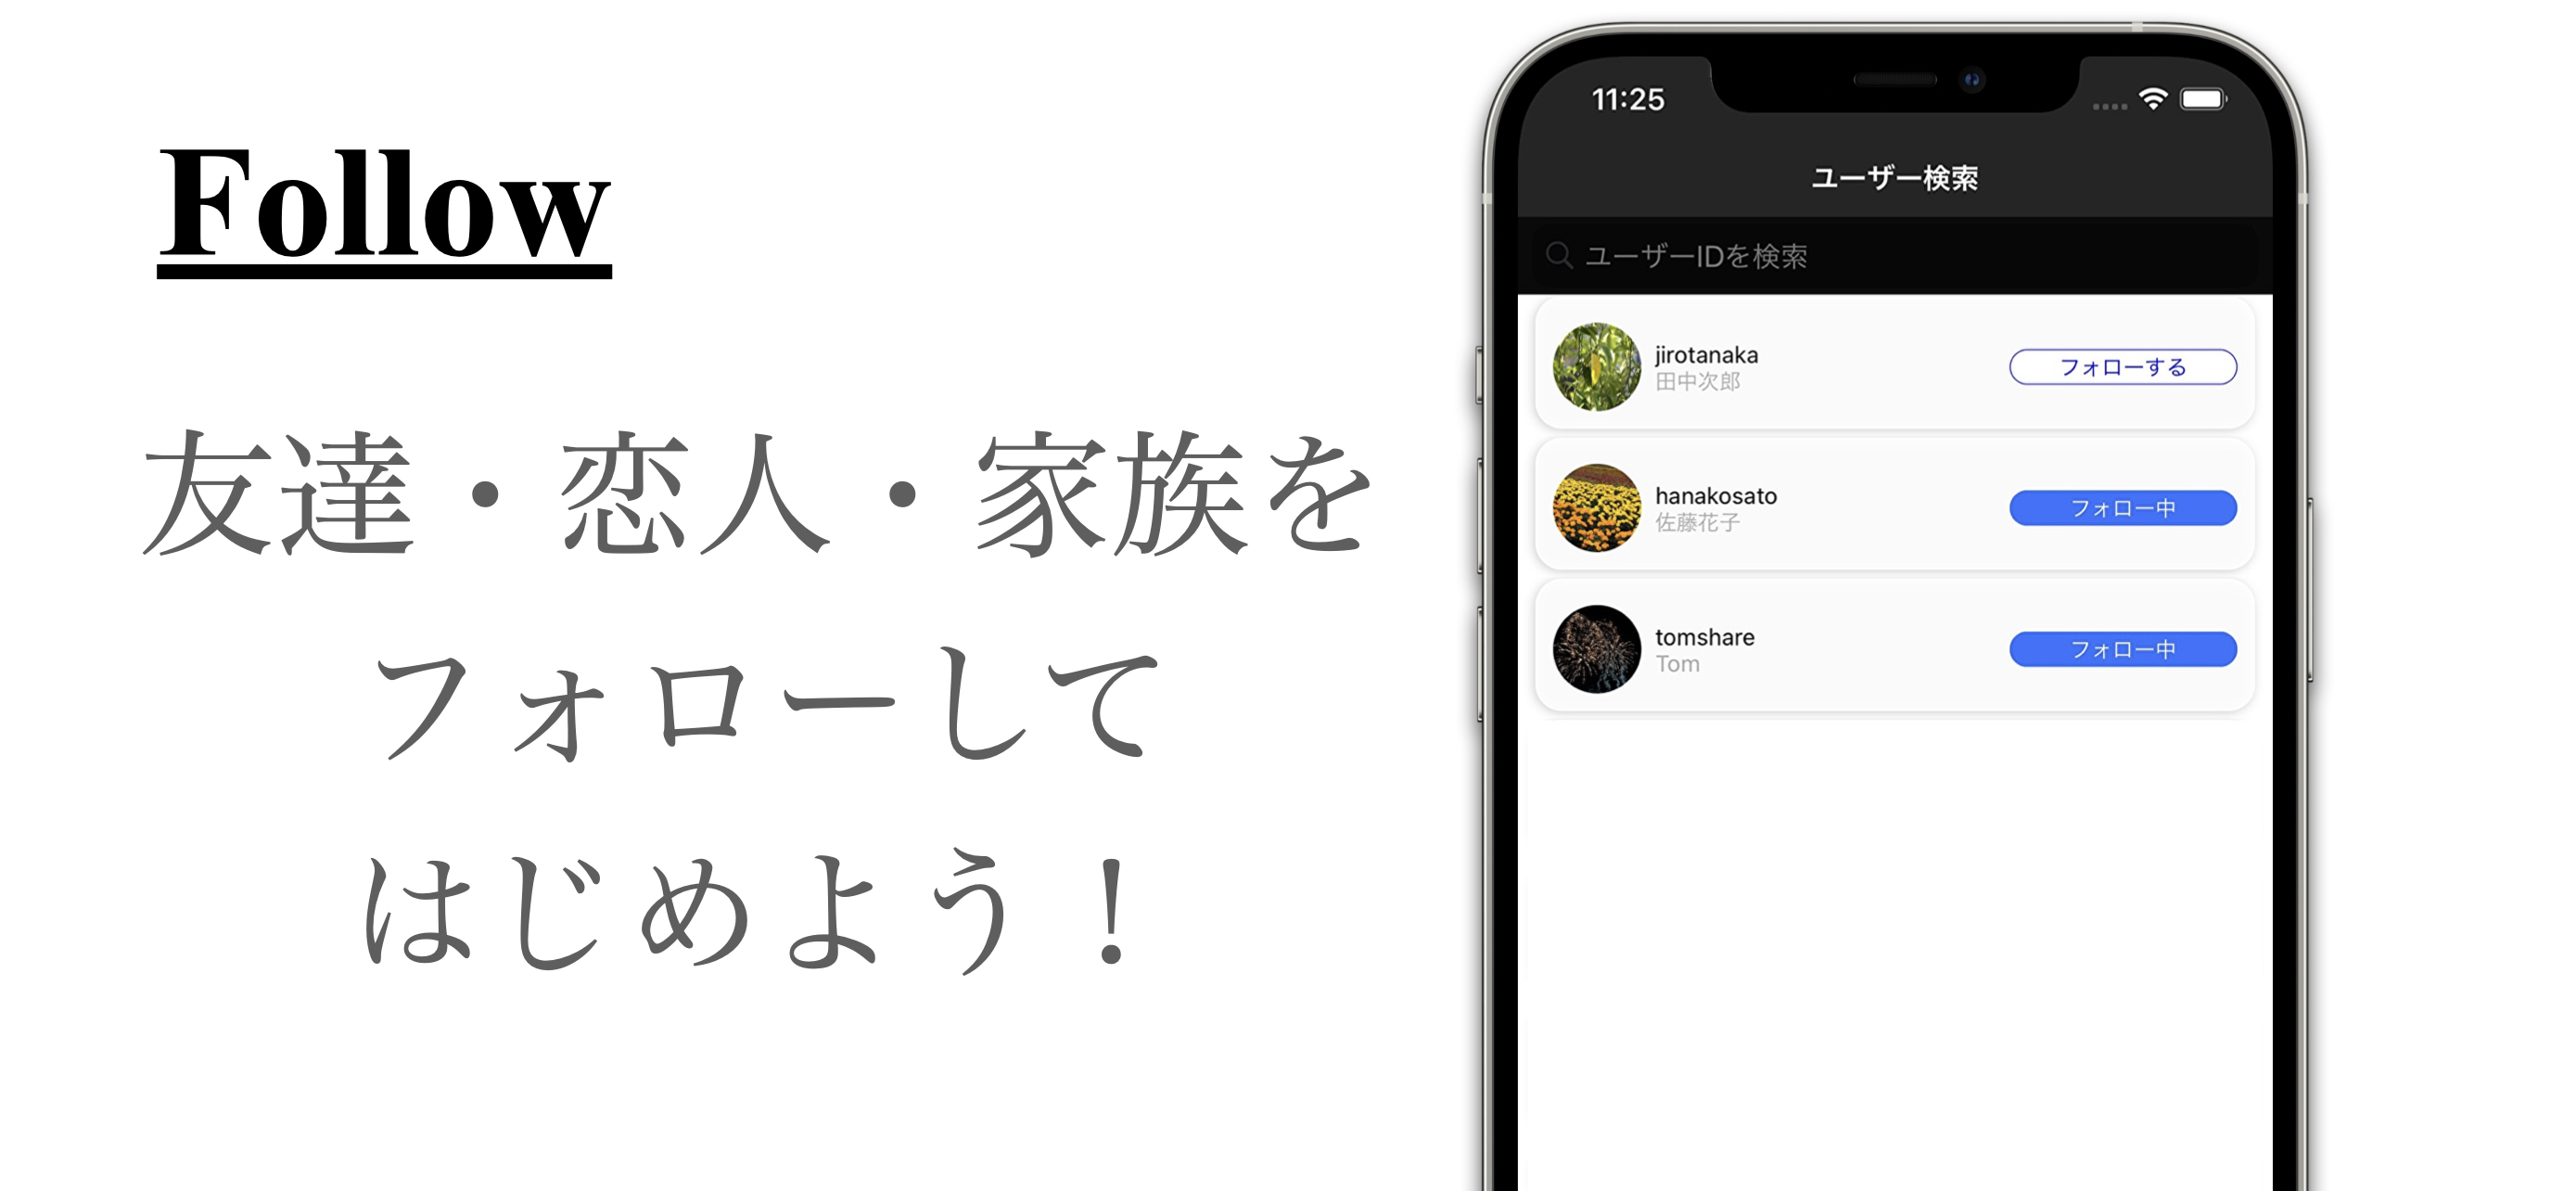 Follow
友達・恋人・家族を
フォローして
はじめよう！
11:25
ユーザー検索
ユーザーIDを検索
jirotanaka
田中次郎
フォローする
hanakosato
佐藤花子
フォロー中
tomshare
Tom
フォロー中